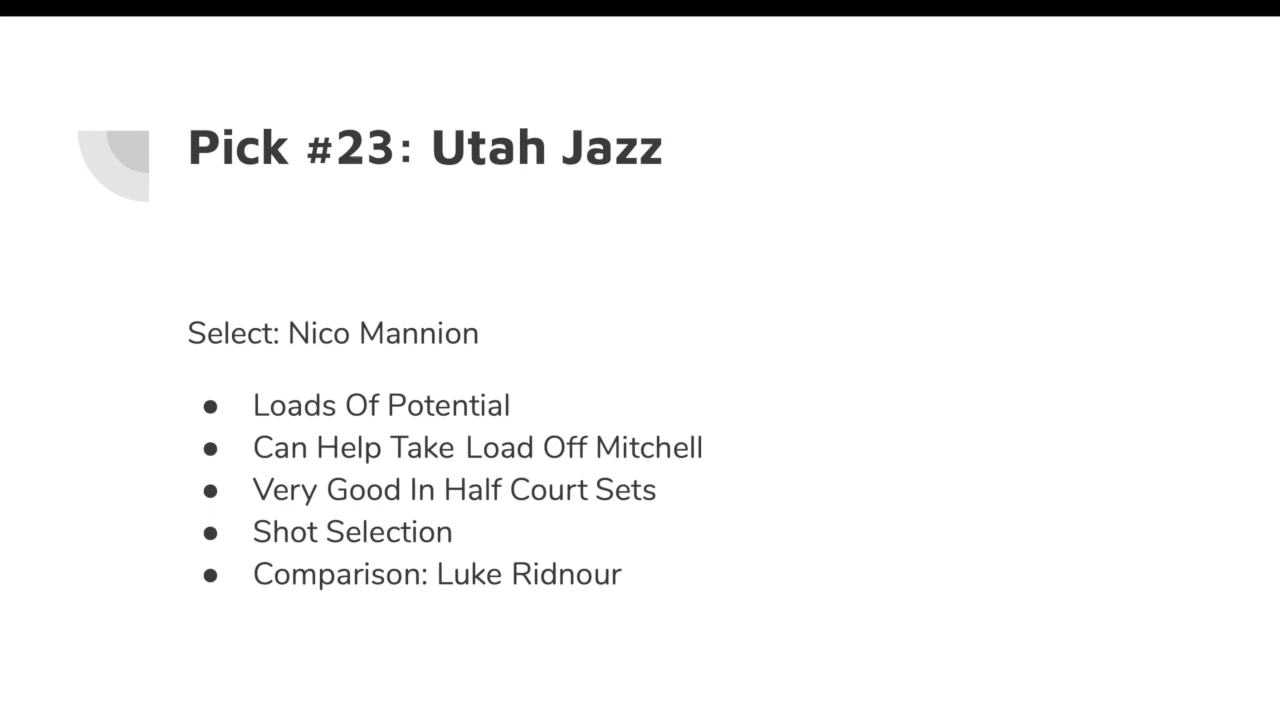 Pick #23: Utah Jazz
Select: Nico Mannion
● Loads Of Potential
● Can Help Take Load Off Mitchell
● Very Good In Half Court Sets
● Shot Selection
● Comparison: Luke Ridnour